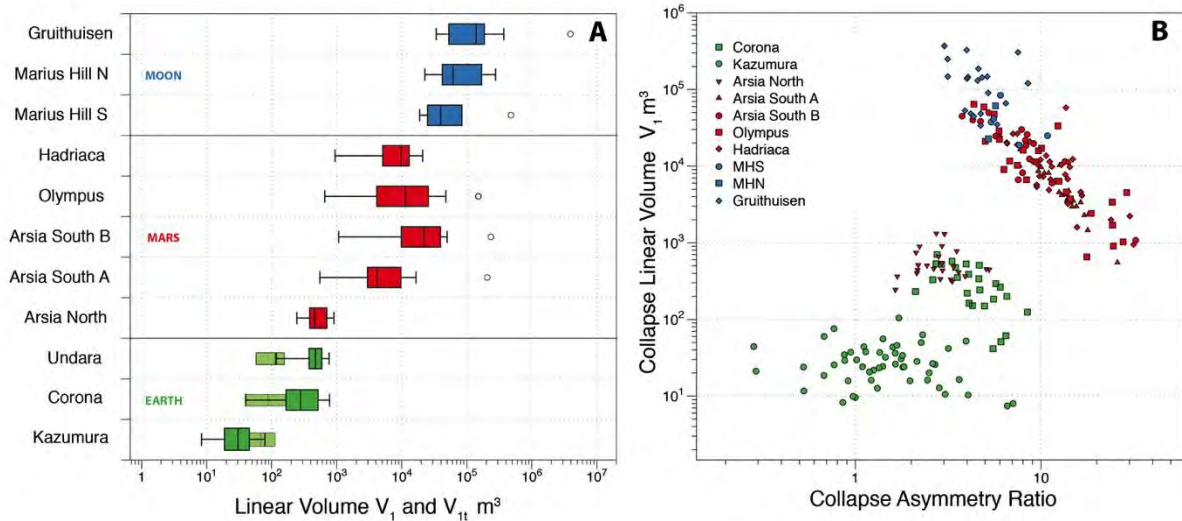 A
Gruithuisen
Marius Hill N
MOON
Marius Hill S
Hadriaca
Olympus
Arsia South B
MARS
Arsia South A
Arsia North
Undara
Corona
EARTH
Kazumura
1 10¹ 10² 10³ 10⁴ 10⁵ 10⁶ 10⁷
Linear Volume V₁ and V₁ₜ m³
B
Collapse Linear Volume V₁ m³
10⁶
10⁵
10⁴
10³
10²
10¹
Corona
Kazumura
Arsia North
Arsia South A
Arsia South B
Olympus
Hadriaca
MHS
MHN
Gruithuisen
1 10
Collapse Asymmetry Ratio